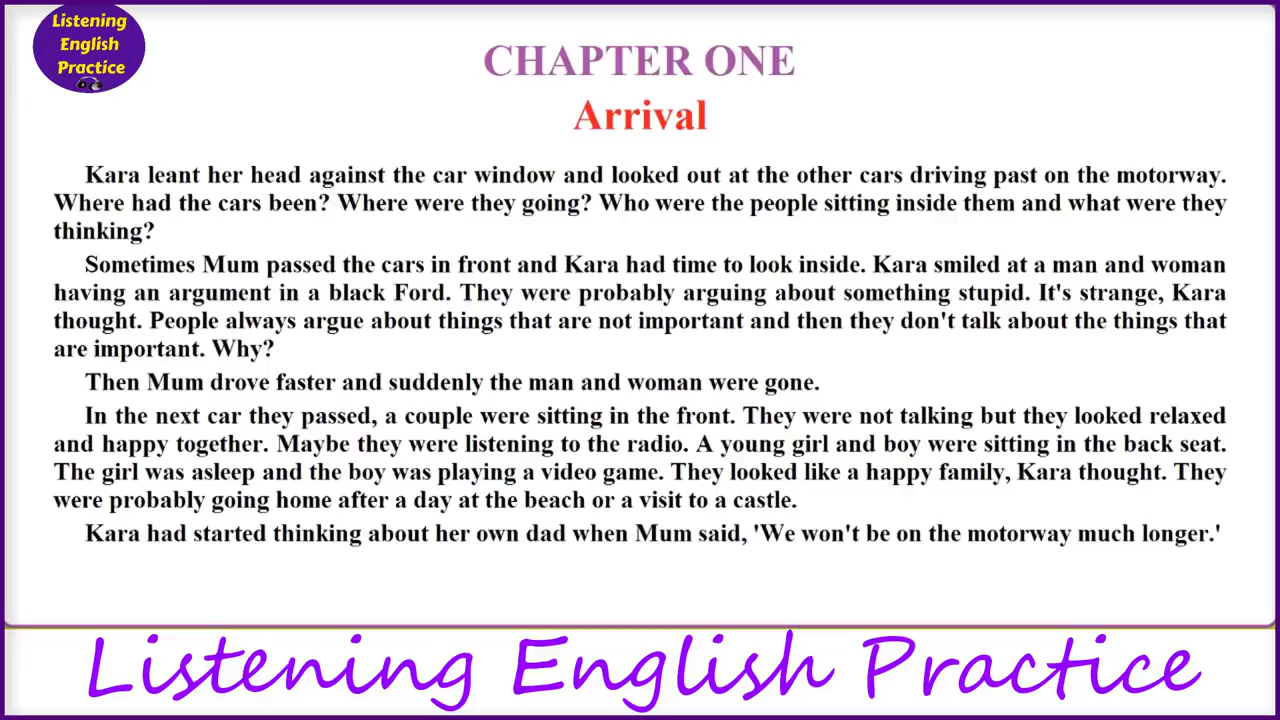 Listening
English
Practice
CHAPTER ONE
Arrival
Kara leant her head against the car window and looked out at the other cars driving past on the motorway.
Where had the cars been? Where were they going? Who were the people sitting inside them and what were they
thinking?
Sometimes Mum passed the cars in front and Kara had time to look inside. Kara smiled at a man and woman
having an argument in a black Ford. They were probably arguing about something stupid. It's strange, Kara
thought. People always argue about things that are not important and then they don't talk about the things that
are important. Why?
Then Mum drove faster and suddenly the man and woman were gone.
In the next car they passed, a couple were sitting in the front. They were not talking but they looked relaxed
and happy together. Maybe they were listening to the radio. A young girl and boy were sitting in the back seat.
The girl was asleep and the boy was playing a video game. They looked like a happy family, Kara thought. They
were probably going home after a day at the beach or a visit to a castle.
Kara had started thinking about her own dad when Mum said, 'We won't be on the motorway much longer.'
Listening English Practice